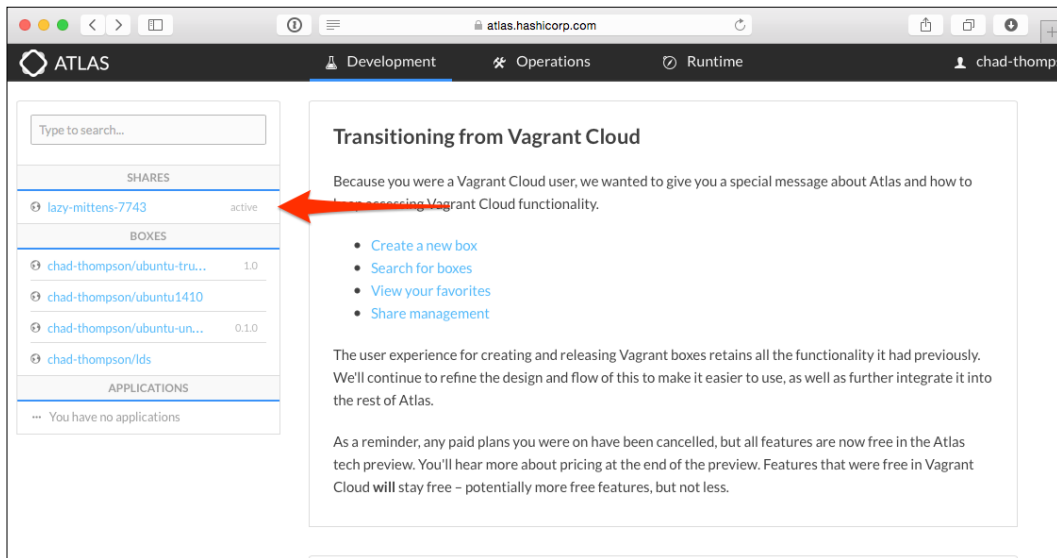 atlas.hashicorp.com
ATLAS
Development
Operations
Runtime
chad-thomps
Type to search...
SHARES
lazy-mittens-7743 active
BOXES
chad-thompson/ubuntu-tru... 1.0
chad-thompson/ubuntu1410
chad-thompson/ubuntu-un... 0.1.0
chad-thompson/lds
APPLICATIONS
You have no applications
Transitioning from Vagrant Cloud
Because you were a Vagrant Cloud user, we wanted to give you a special message about Atlas and how to
keep accessing Vagrant Cloud functionality.
Create a new box
Search for boxes
View your favorites
Share management
The user experience for creating and releasing Vagrant boxes retains all the functionality it had previously.
We'll continue to refine the design and flow of this to make it easier to use, as well as further integrate it into
the rest of Atlas.
As a reminder, any paid plans you were on have been cancelled, but all features are now free in the Atlas
tech preview. You'll hear more about pricing at the end of the preview. Features that were free in Vagrant
Cloud will stay free – potentially more free features, but not less.